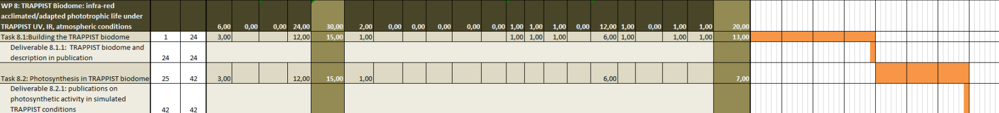 WP 8: TRAPPIST Biodome: infra-red
acclimated/adapted phototrophic life under
TRAPPIST UV, IR, atmospheric conditions 6,00 0,00 0,00 24,00 30,00 2,00 0,00 0,00 0,00 0,00 0,00 1,00 1,00 1,00 0,00 12,00 1,00 0,00 1,00 1,00 20,00
Task 8.1:Building the TRAPPIST biodome 1 24 3,00 12,00 15,00 1,00 1,00 1,00 1,00 6,00 1,00 1,00 1,00 13,00
Deliverable 8.1.1: TRAPPIST biodome and
description in publication 24 24
Task 8.2: Photosynthesis in TRAPPIST biodome 25 42 3,00 12,00 15,00 1,00 6,00 7,00
Deliverable 8.2.1: publications on
photosynthetic activity in simulated
TRAPPIST conditions 42 42